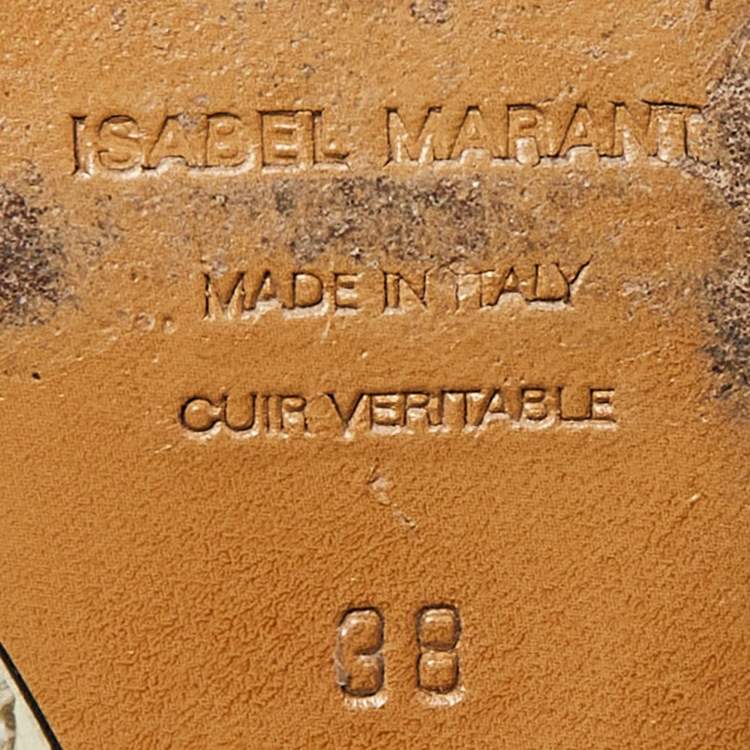 ISABEL MARANT
MADE IN ITALY
CUIR VERITABLE
38